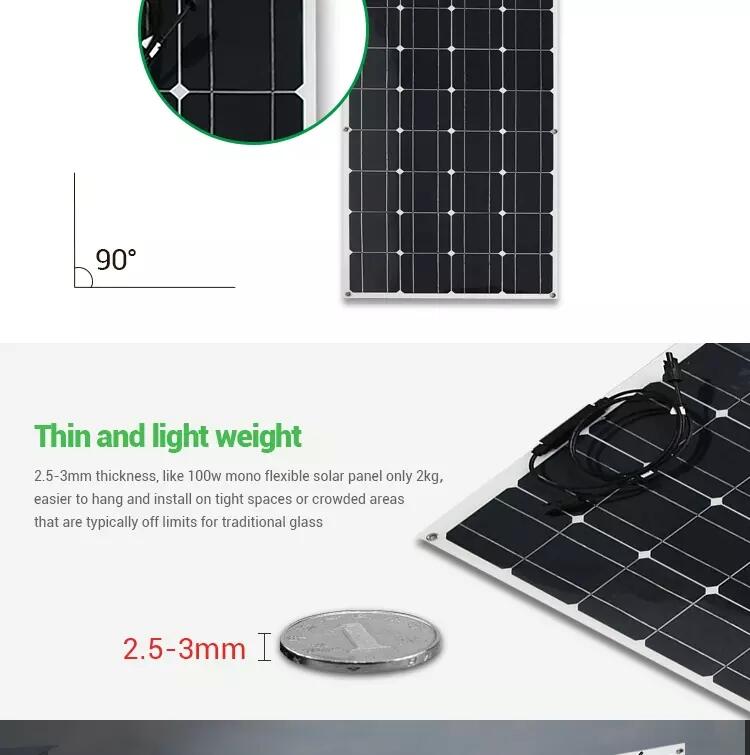 90°
Thin and light weight
2.5-3mm thickness, like 100w mono flexible solar panel only 2kg,
easier to hang and install on tight spaces or crowded areas
that are typically off limits for traditional glass
2.5-3mm
1